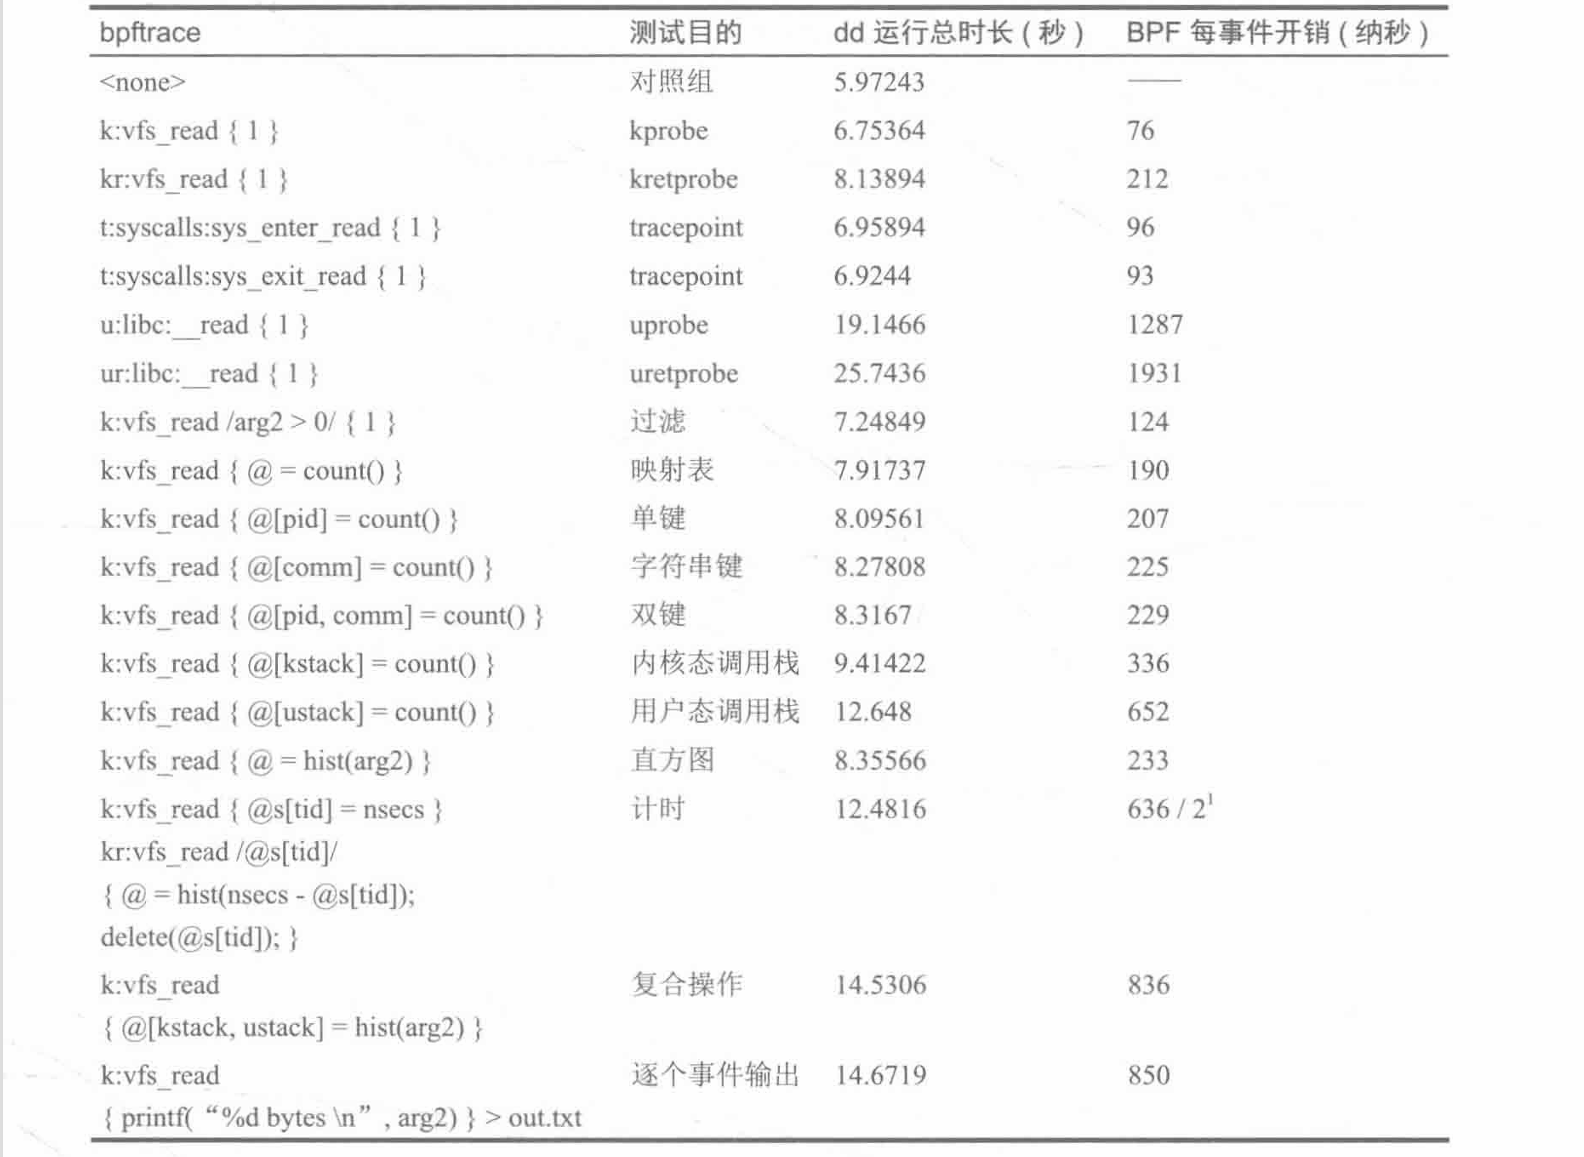 bpftrace 测试目的 dd 运行总时长(秒) BPF 每事件开销(纳秒)
<none> 对照组 5.97243 ——
k:vfs_read { 1 } kprobe 6.75364 76
kr:vfs_read { 1 } kretprobe 8.13894 212
t:syscalls:sys_enter_read { 1 } tracepoint 6.95894 96
t:syscalls:sys_exit_read { 1 } tracepoint 6.9244 93
u:libc:__read { 1 } uprobe 19.1466 1287
ur:libc:__read { 1 } uretprobe 25.7436 1931
k:vfs_read /arg2 > 0/ { 1 } 过滤 7.24849 124
k:vfs_read { @ = count() } 映射表 7.91737 190
k:vfs_read { @[pid] = count() } 单键 8.09561 207
k:vfs_read { @[comm] = count() } 字符串键 8.27808 225
k:vfs_read { @[pid, comm] = count() } 双键 8.3167 229
k:vfs_read { @[kstack] = count() } 内核态调用栈 9.41422 336
k:vfs_read { @[ustack] = count() } 用户态调用栈 12.648 652
k:vfs_read { @ = hist(arg2) } 直方图 8.35566 233
k:vfs_read { @s[tid] = nsecs } 计时 12.4816 636 / 2¹
kr:vfs_read /@s[tid]/
{ @ = hist(nsecs - @s[tid]);
delete(@s[tid]); }
k:vfs_read 复合操作 14.5306 836
{ @[kstack, ustack] = hist(arg2) }
k:vfs_read 逐个事件输出 14.6719 850
{ printf( “%d bytes \n” , arg2) } > out.txt